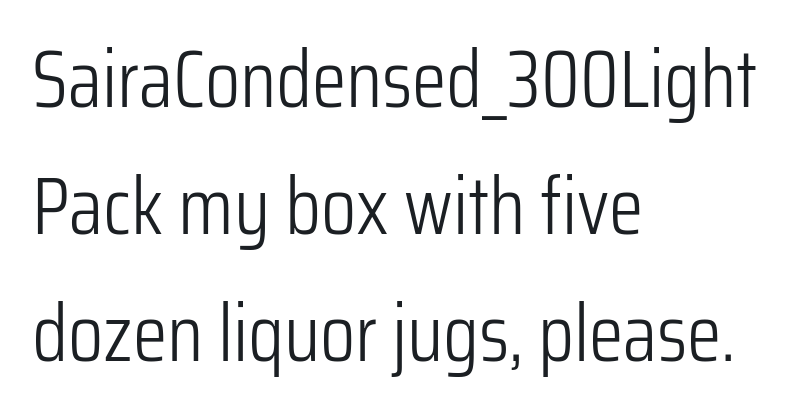 SairaCondensed_300Light
Pack my box with five
dozen liquor jugs, please.